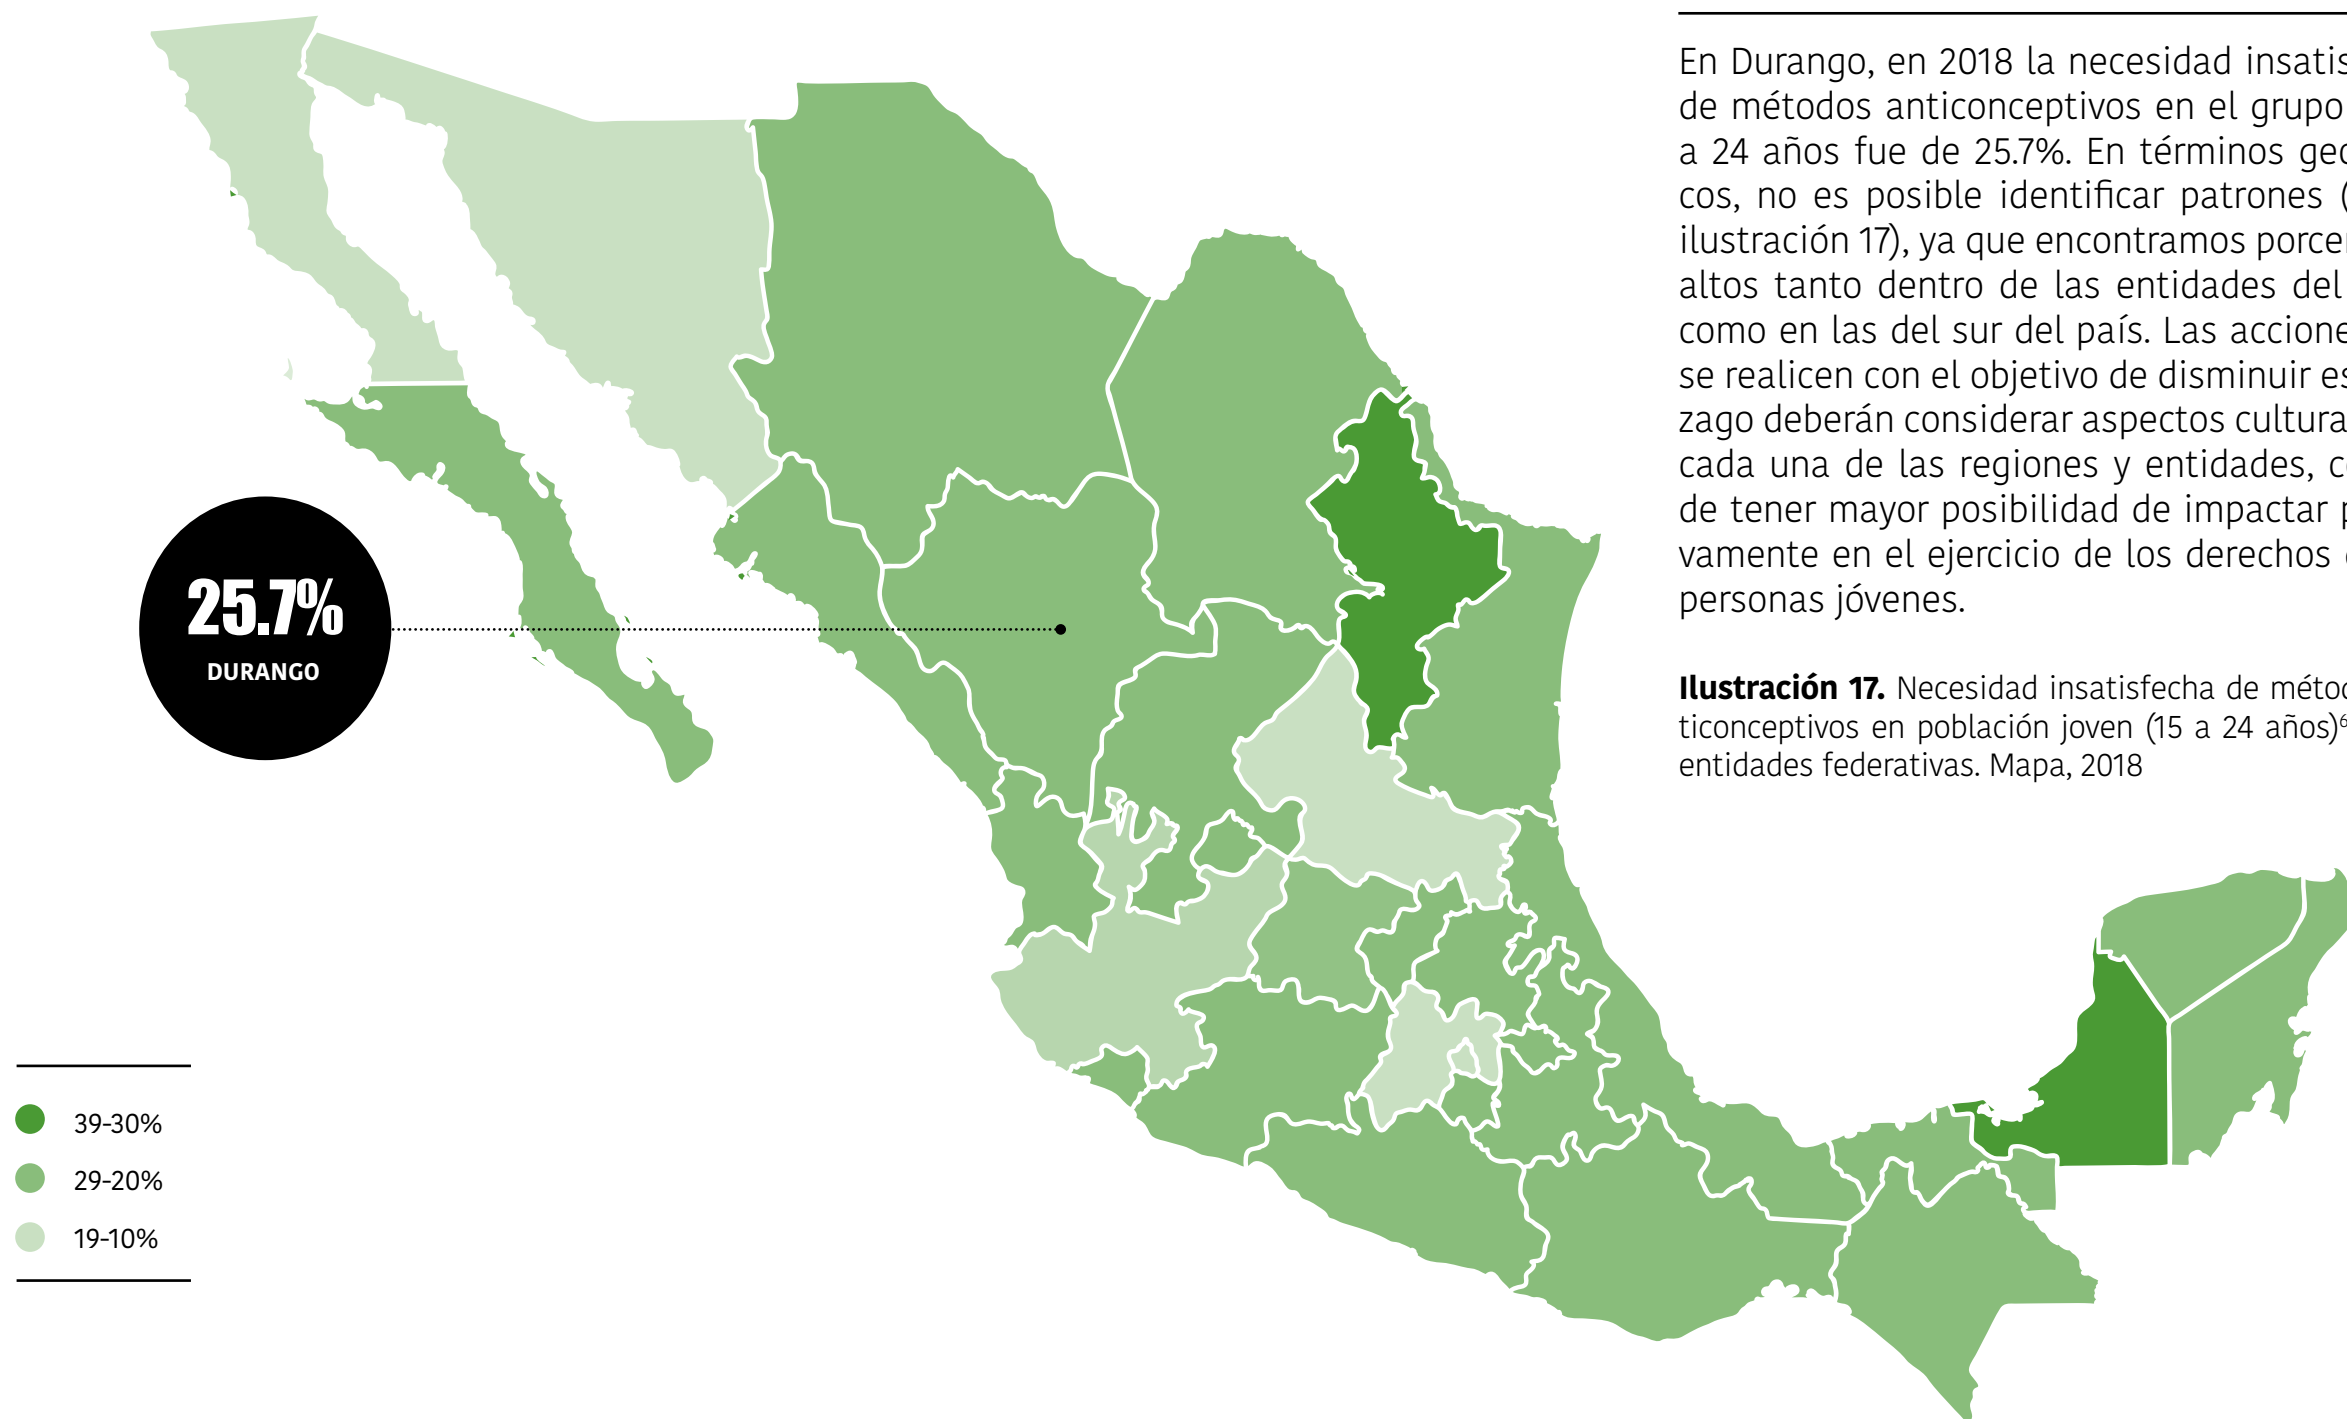 En Durango, en 2018 la necesidad insatis
de métodos anticonceptivos en el grupo
a 24 años fue de 25.7%. En términos geo
cos, no es posible identificar patrones (
ilustración 17), ya que encontramos porcen
altos tanto dentro de las entidades del
como en las del sur del país. Las accione
se realicen con el objetivo de disminuir es
zago deberán considerar aspectos cultura
cada una de las regiones y entidades, c
de tener mayor posibilidad de impactar p
vamente en el ejercicio de los derechos
personas jóvenes.
Ilustración 17. Necesidad insatisfecha de métod
ticonceptivos en población joven (15 a 24 años)⁶
entidades federativas. Mapa, 2018
25.7%
DURANGO
39-30%
29-20%
19-10%